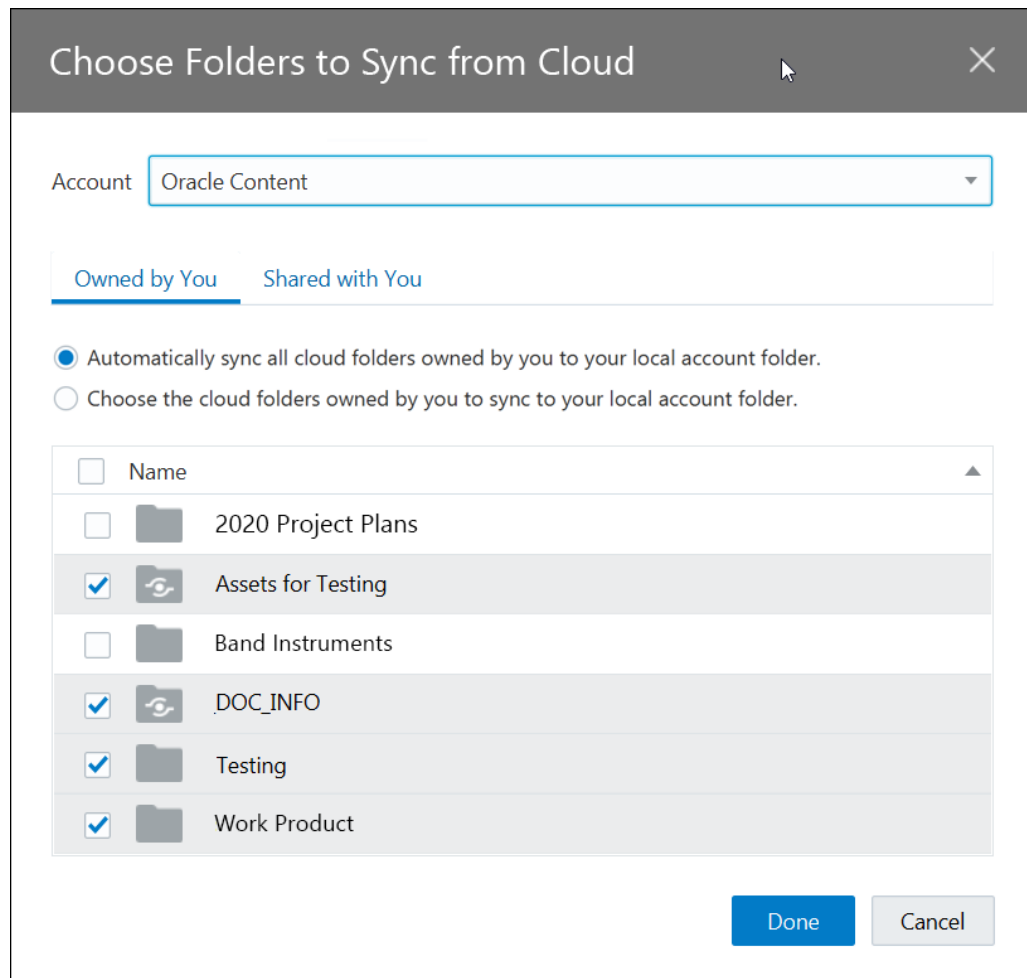 Choose Folders to Sync from Cloud
Account Oracle Content
Owned by You Shared with You
Automatically sync all cloud folders owned by you to your local account folder.
Choose the cloud folders owned by you to sync to your local account folder.
Name
2020 Project Plans
Assets for Testing
Band Instruments
DOC_INFO
Testing
Work Product
Done Cancel